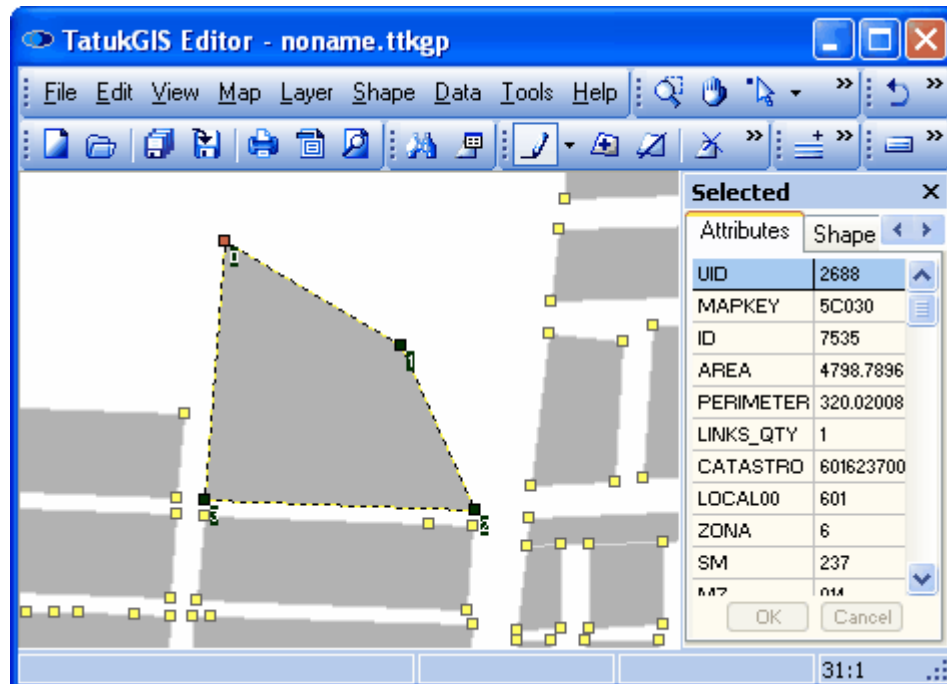 TatukGIS Editor - noname.ttkgp
File Edit View Map Layer Shape Data Tools Help
Selected
Attributes Shape
UID 2688
MAPKEY 5C030
ID 7535
AREA 4798.7896
PERIMETER 320.02008
LINKS_QTY 1
CATASTRO 601623700
LOCAL00 601
ZONA 6
SM 237
OK Cancel
0
1
31:1